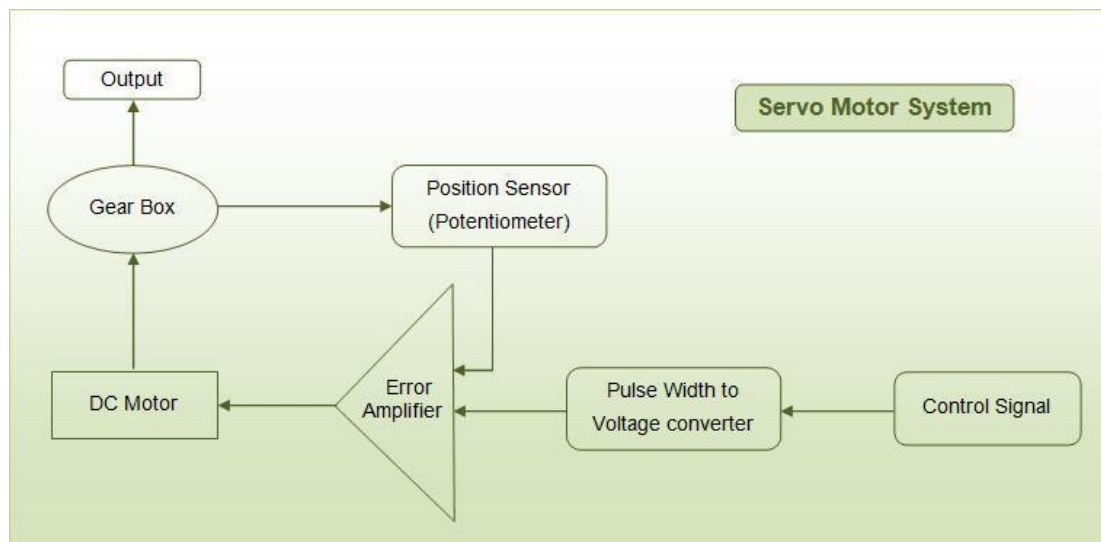 Output
Servo Motor System
Gear Box
Position Sensor
(Potentiometer)
DC Motor
Error
Amplifier
Pulse Width to
Voltage converter
Control Signal